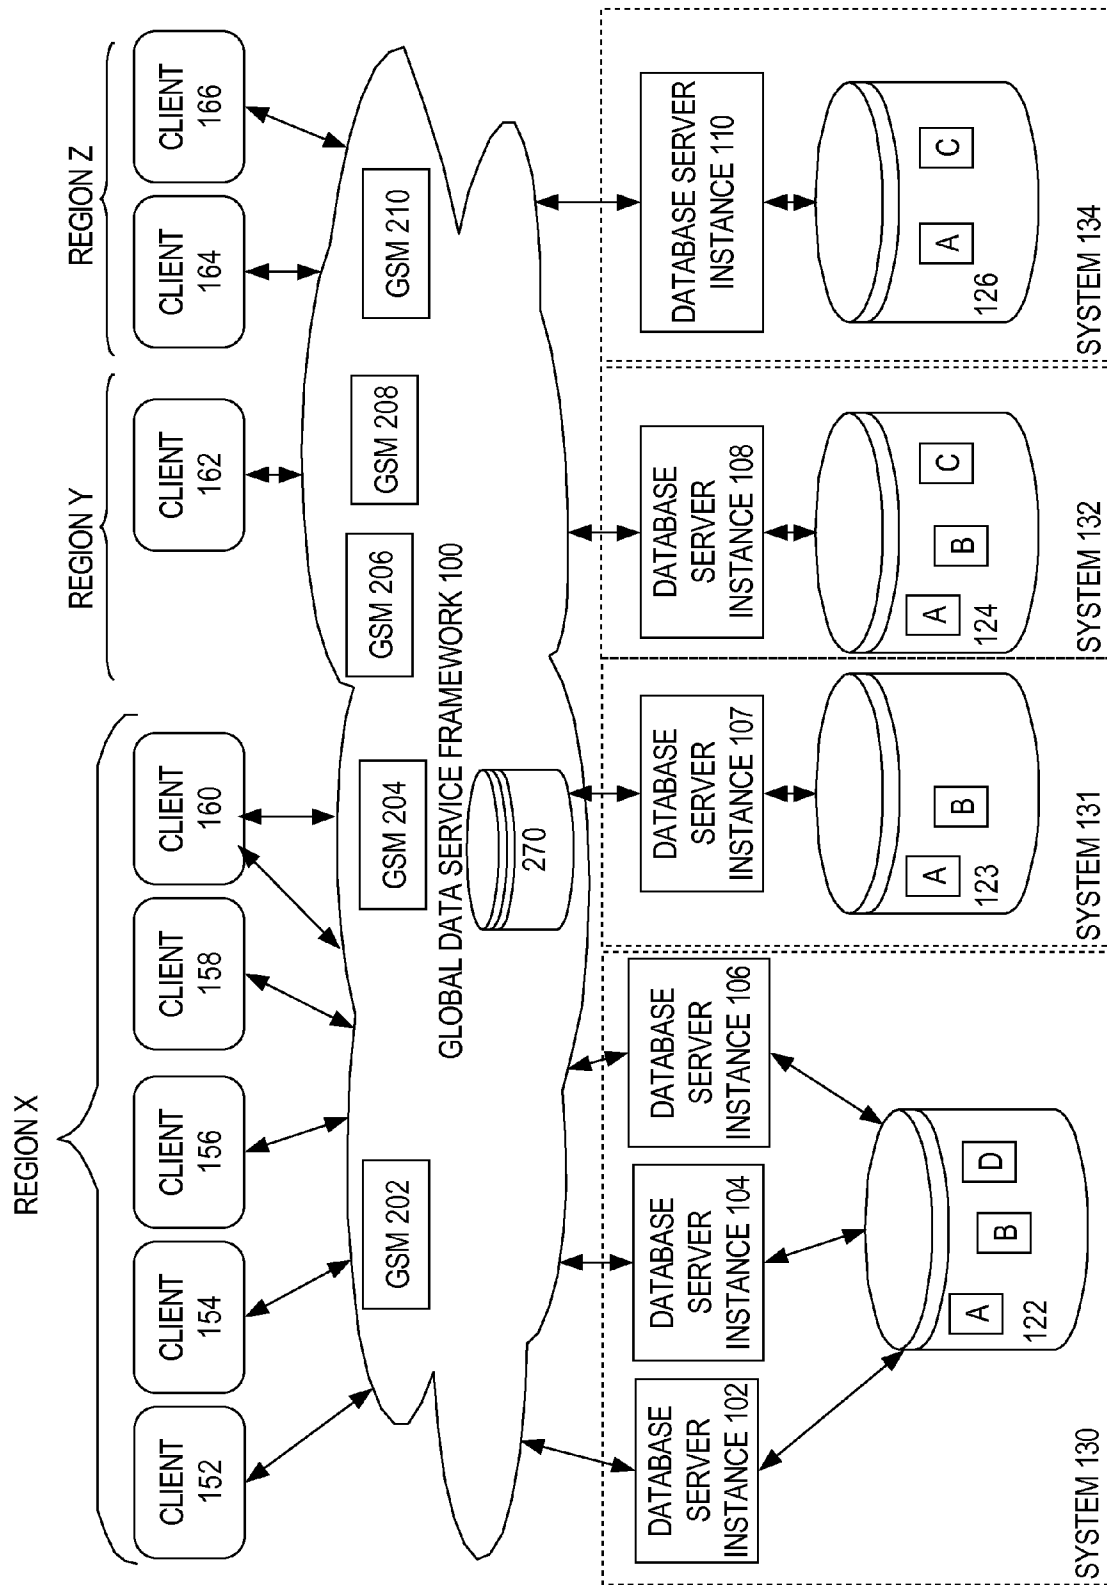 REGION X
REGION Y
REGION Z
CLIENT
152
CLIENT
154
CLIENT
156
CLIENT
158
CLIENT
160
CLIENT
162
CLIENT
164
CLIENT
166
GSM 202
GSM 204
GSM 206
GSM 208
GSM 210
GLOBAL DATA SERVICE FRAMEWORK 100
270
DATABASE
SERVER
INSTANCE 102
DATABASE
SERVER
INSTANCE 104
DATABASE
SERVER
INSTANCE 106
DATABASE
SERVER
INSTANCE 107
DATABASE
SERVER
INSTANCE 108
DATABASE SERVER
INSTANCE 110
A
B
D
122
A
B
123
A
B
C
124
A
C
126
SYSTEM 130
SYSTEM 131
SYSTEM 132
SYSTEM 134